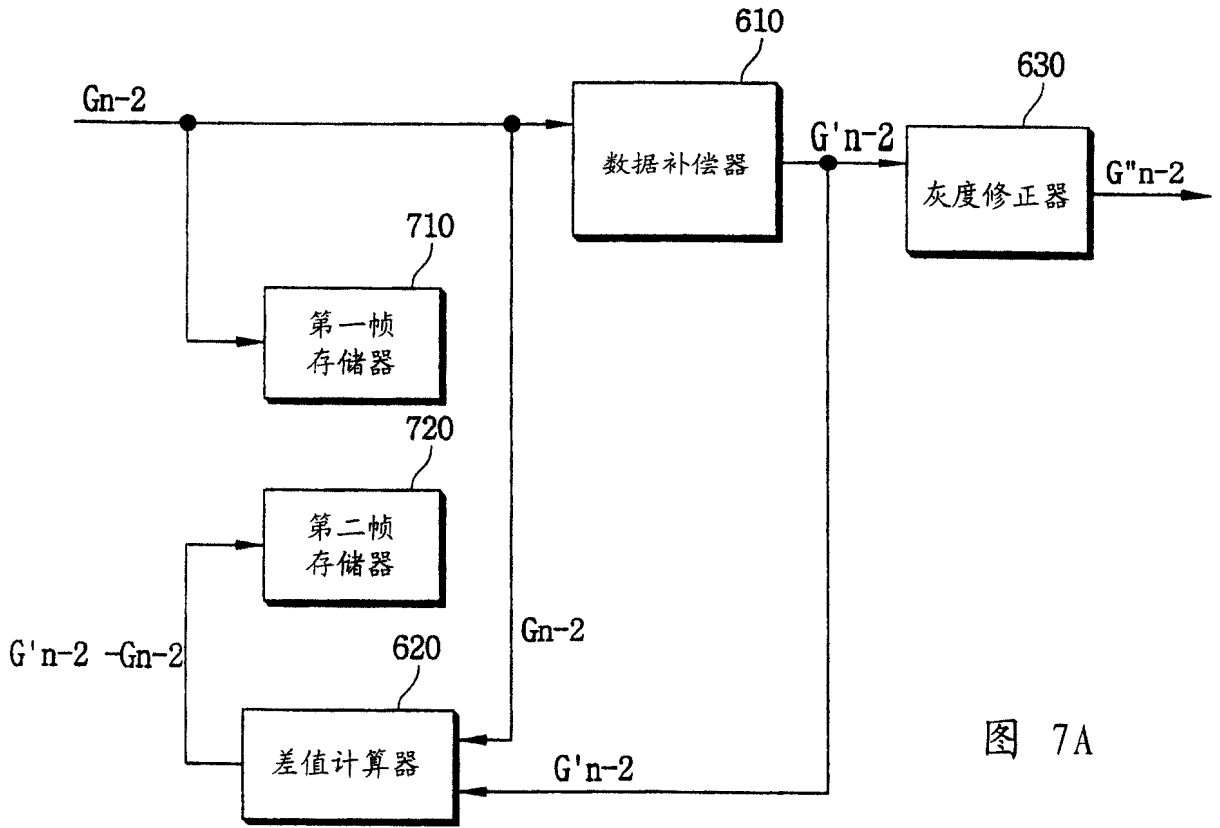 610
630
Gn-2
数据补偿器
G'n-2
灰度修正器
G"n-2
710
第一帧
存储器
720
第二帧
存储器
Gn-2
G'n-2 -Gn-2
620
差值计算器
G'n-2
图 7A